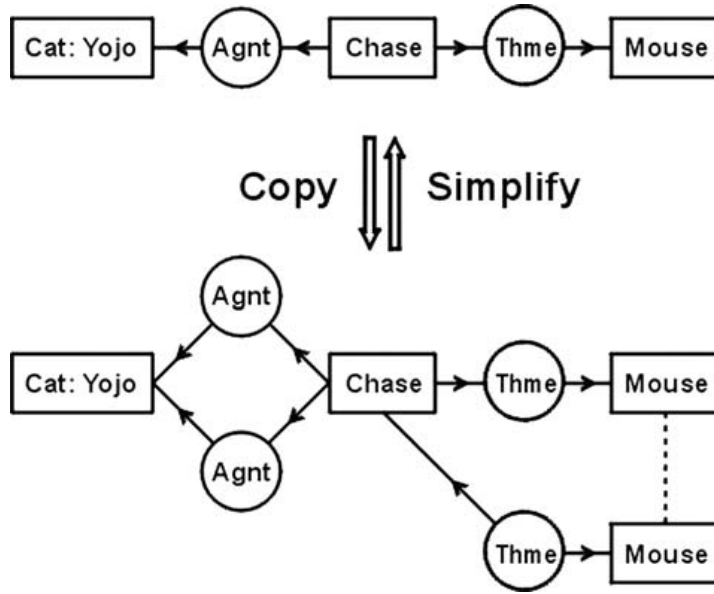 Cat: Yojo Agnt Chase Thme Mouse
Copy Simplify
Agnt
Cat: Yojo Chase Thme Mouse
Agnt
Thme Mouse